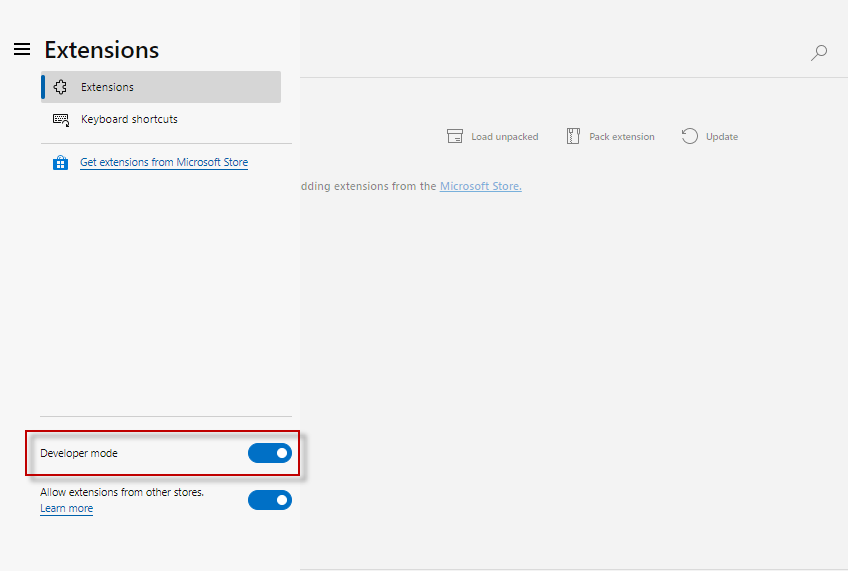 Extensions
Extensions
Keyboard shortcuts
Get extensions from Microsoft Store
Load unpacked
Pack extension
Update
dding extensions from the Microsoft Store.
Developer mode
Allow extensions from other stores.
Learn more